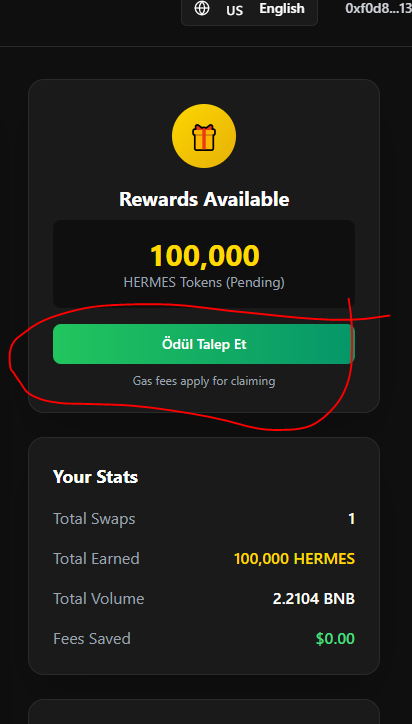 US English 0xf0d8...13
Rewards Available
100,000
HERMES Tokens (Pending)
Ödül Talep Et
Gas fees apply for claiming
Your Stats
Total Swaps 1
Total Earned 100,000 HERMES
Total Volume 2.2104 BNB
Fees Saved $0.00